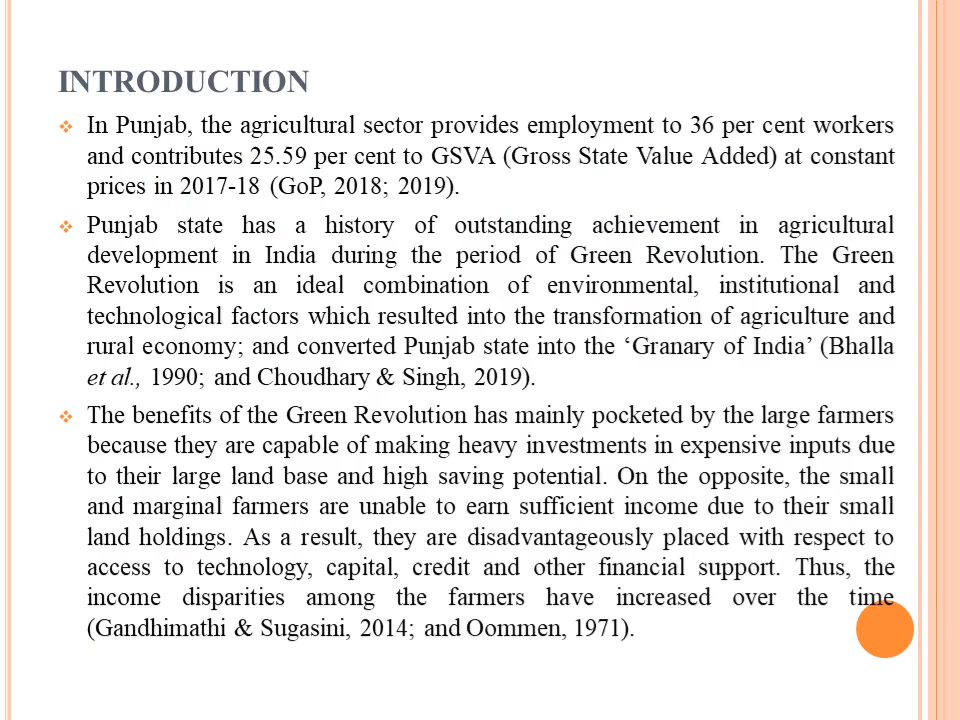 INTRODUCTION
❖ In Punjab, the agricultural sector provides employment to 36 per cent workers
and contributes 25.59 per cent to GSVA (Gross State Value Added) at constant
prices in 2017-18 (GoP, 2018; 2019).
❖ Punjab state has a history of outstanding achievement in agricultural
development in India during the period of Green Revolution. The Green
Revolution is an ideal combination of environmental, institutional and
technological factors which resulted into the transformation of agriculture and
rural economy; and converted Punjab state into the ‘Granary of India’ (Bhalla
et al., 1990; and Choudhary & Singh, 2019).
❖ The benefits of the Green Revolution has mainly pocketed by the large farmers
because they are capable of making heavy investments in expensive inputs due
to their large land base and high saving potential. On the opposite, the small
and marginal farmers are unable to earn sufficient income due to their small
land holdings. As a result, they are disadvantageously placed with respect to
access to technology, capital, credit and other financial support. Thus, the
income disparities among the farmers have increased over the time
(Gandhimathi & Sugasini, 2014; and Oommen, 1971).